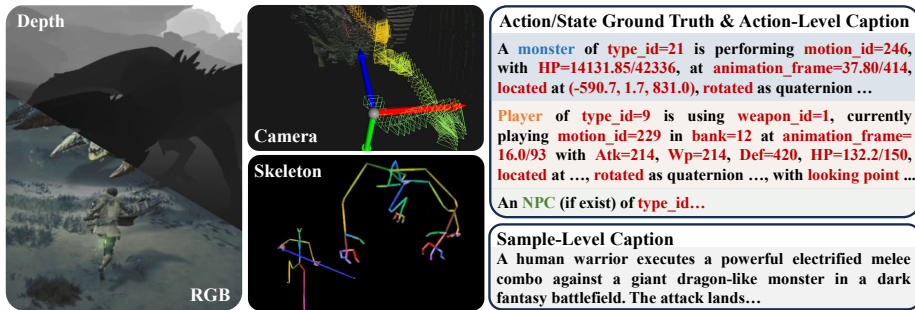 Depth
RGB
Camera
Skeleton
Action/State Ground Truth & Action-Level Caption
A monster of type_id=21 is performing motion_id=246,
with HP=14131.85/42336, at animation_frame=37.80/414,
located at (-590.7, 1.7, 831.0), rotated as quaternion ...
Player of type_id=9 is using weapon_id=1, currently
playing motion_id=229 in bank=12 at animation_frame=
16.0/93 with Atk=214, Wp=214, Def=420, HP=132.2/150,
located at ..., rotated as quaternion ..., with looking point ...
An NPC (if exist) of type_id...
Sample-Level Caption
A human warrior executes a powerful electrified melee
combo against a giant dragon-like monster in a dark
fantasy battlefield. The attack lands...